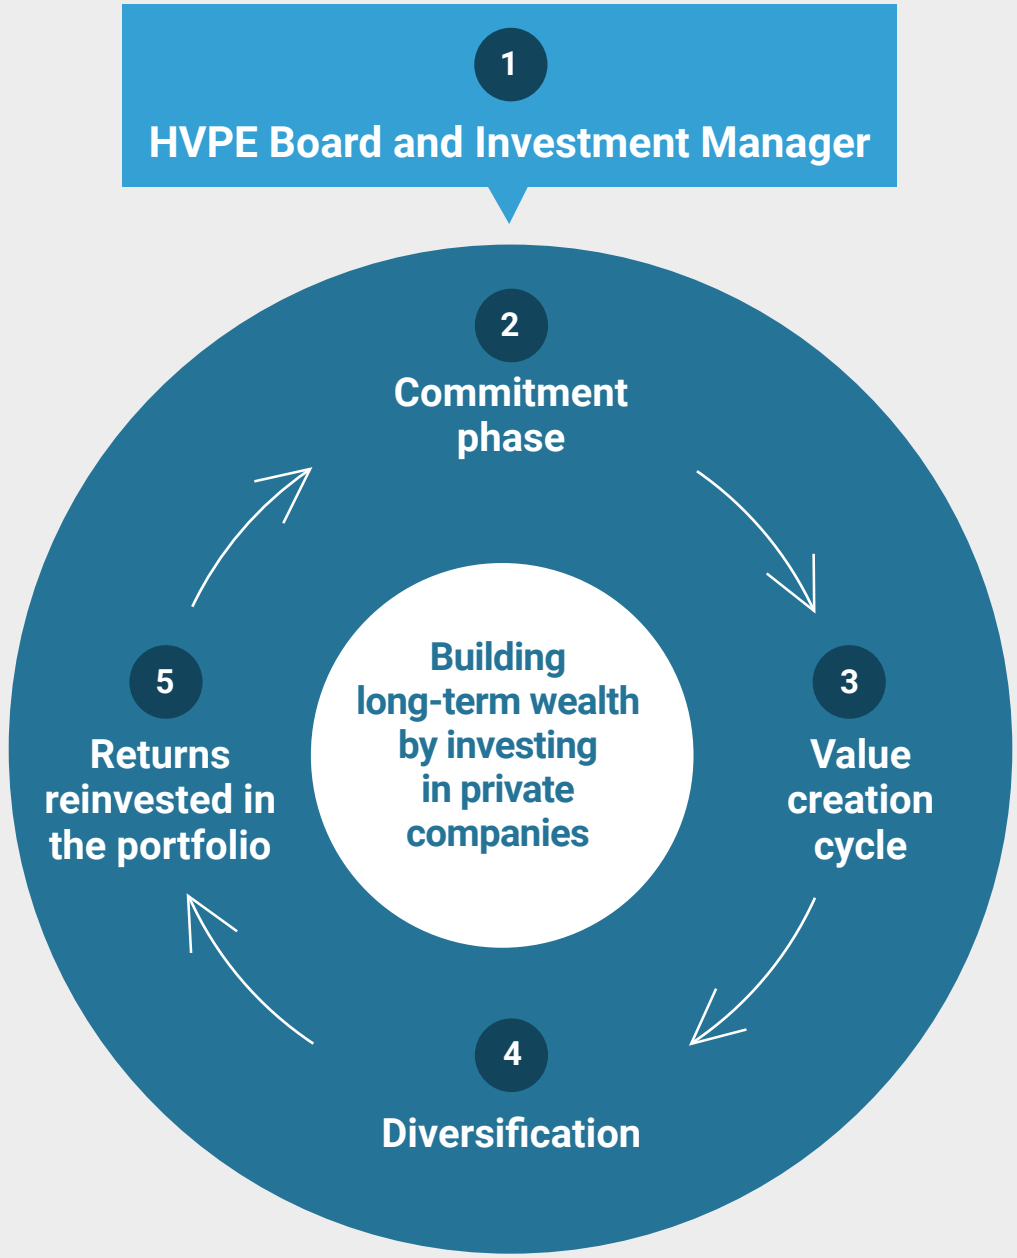 1
HVPE Board and Investment Manager
2
Commitment
phase
3
Value
creation
cycle
4
Diversification
5
Returns
reinvested in
the portfolio
Building
long-term wealth
by investing
in private
companies